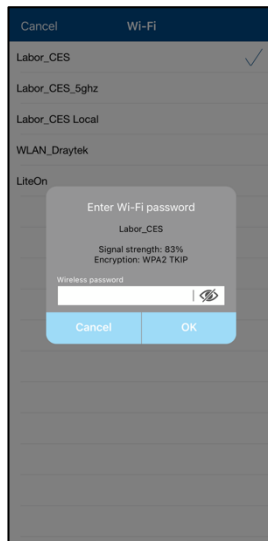 Cancel Wi-Fi
Labor_CES
Labor_CES_5ghz
Labor_CES Local
WLAN_Draytek
LiteOn
Enter Wi-Fi password
Labor_CES
Signal strength: 83%
Encryption: WPA2 TKIP
Wireless password
Cancel OK